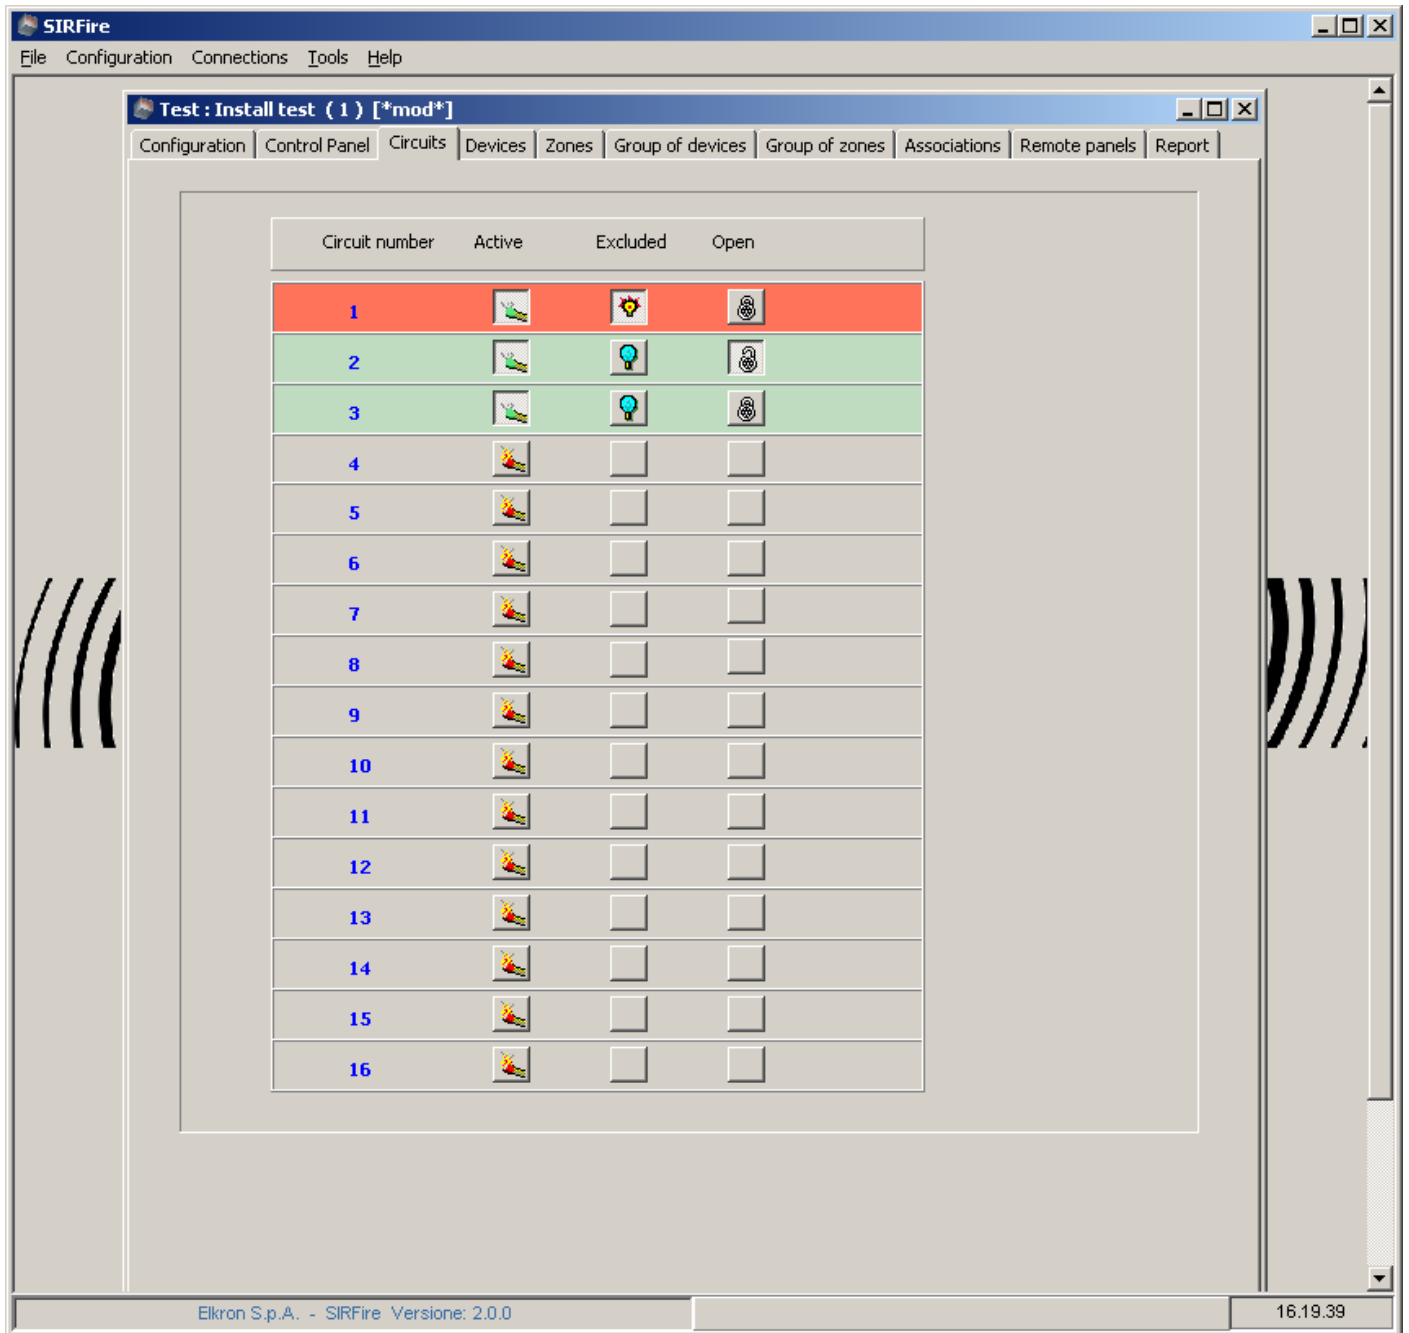 SIRFire
File Configuration Connections Tools Help
Test : Install test ( 1 ) [*mod*]
Configuration Control Panel Circuits Devices Zones Group of devices Group of zones Associations Remote panels Report
Circuit number Active Excluded Open
1
2
3
4
5
6
7
8
9
10
11
12
13
14
15
16
Elkron S.p.A. - SIRFire Versione: 2.0.0 16.19.39